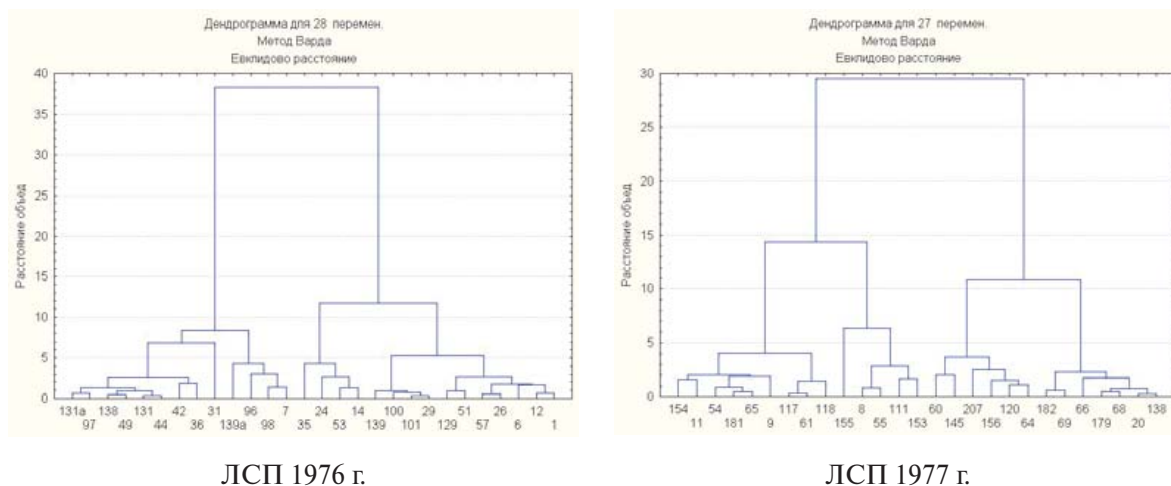 Дендрограмма для 28 перемен.
Метод Варда
Евклидово расстояние
Расстояние объед
40
35
30
25
20
15
10
5
0
131а 138 131 42 31 96 7 24 14 100 29 51 26 12
97 49 44 36 139а 98 35 53 139 101 129 57 6 1
ЛСП 1976 г.
Дендрограмма для 27 перемен.
Метод Варда
Евклидово расстояние
Расстояние объед
30
25
20
15
10
5
0
154 54 65 117 118 8 111 60 207 120 182 66 68 138
11 181 9 61 155 55 153 145 156 64 69 179 20
ЛСП 1977 г.